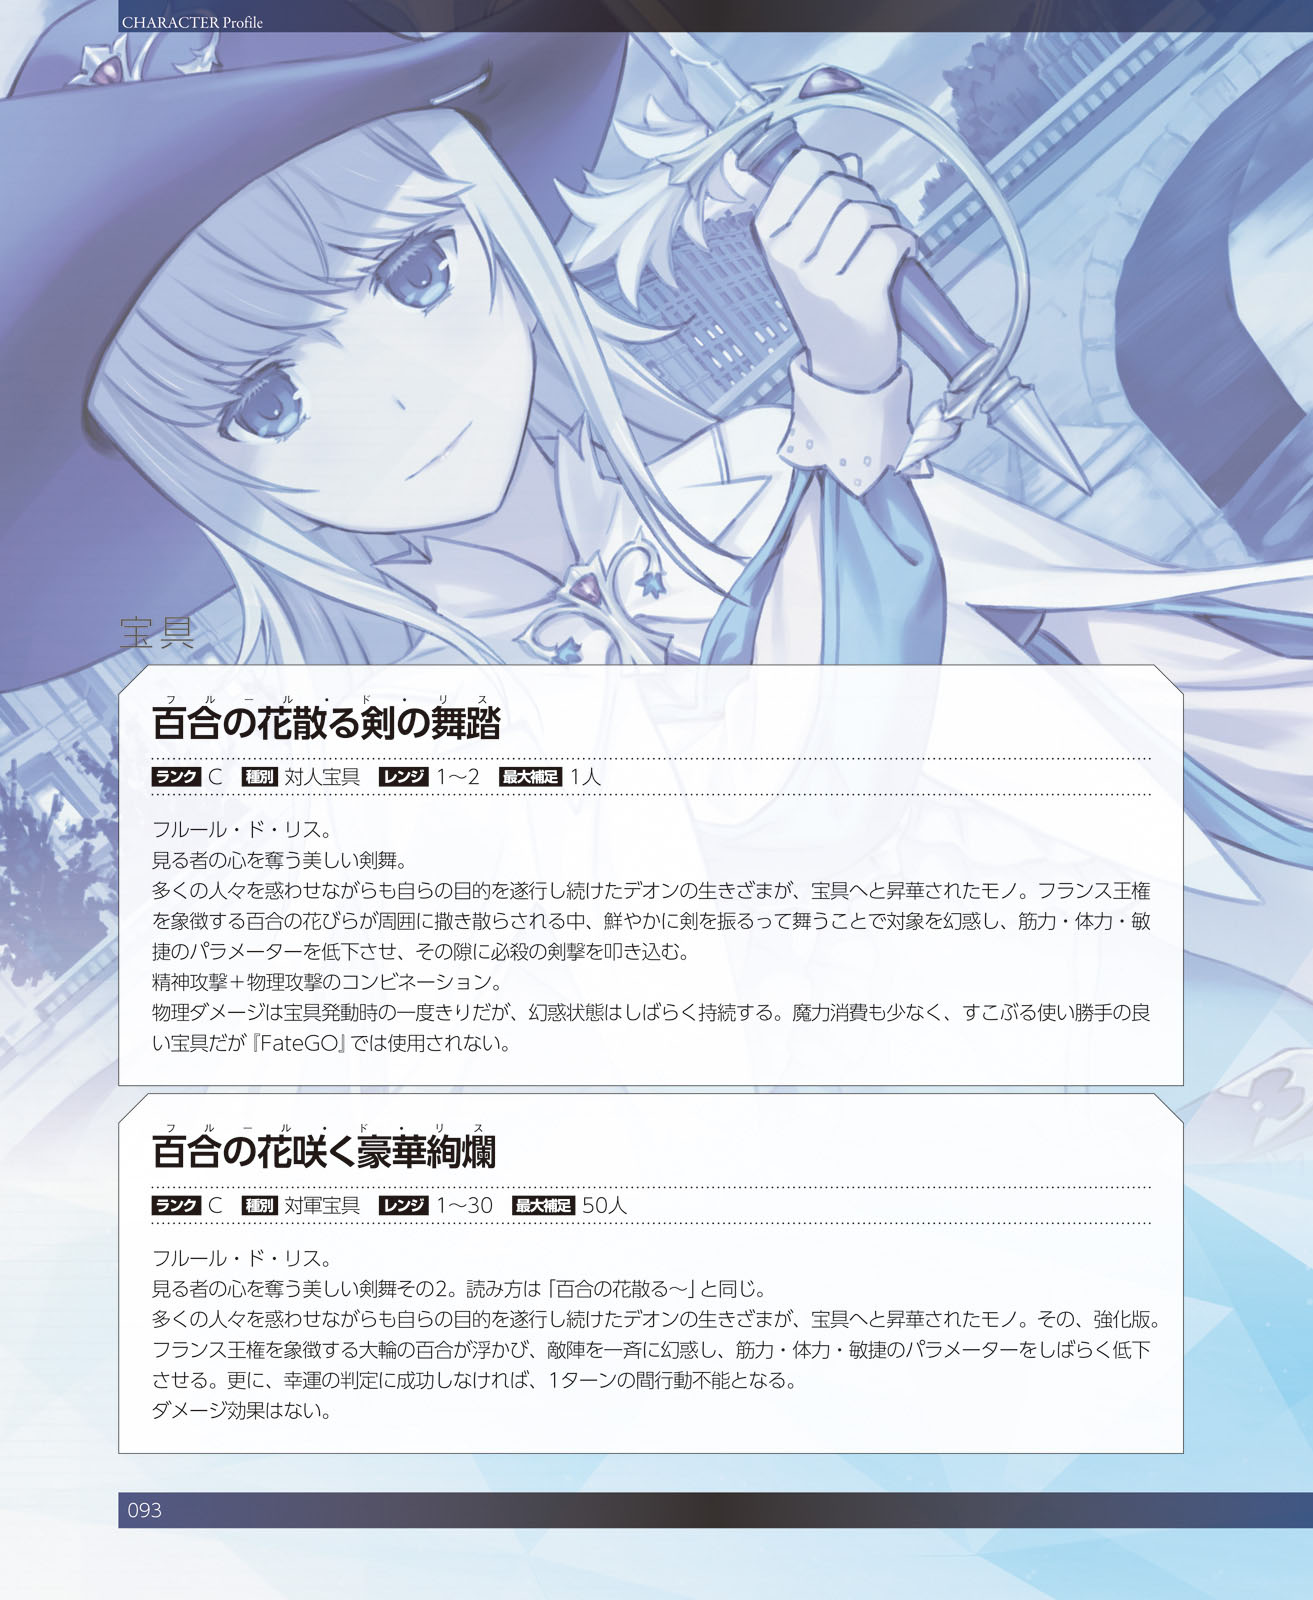 CHARACTER Profile
宝具
フルール・ド・リス
百合の花散る剣の舞踏
ランク C 種別 対人宝具 レンジ 1〜2 最大補足 1人
フルール・ド・リス。
見る者の心を奪う美しい剣舞。
多くの人々を惑わせながらも自らの目的を遂行し続けたデオンの生きざまが、宝具へと昇華されたモノ。フランス王権
を象徴する百合の花びらが周囲に撒き散らされる中、鮮やかに剣を振るって舞うことで対象を幻惑し、筋力・体力・敏
捷のパラメーターを低下させ、その隙に必殺の剣撃を叩き込む。
精神攻撃＋物理攻撃のコンビネーション。
物理ダメージは宝具発動時の一度きりだが、幻惑状態はしばらく持続する。魔力消費も少なく、すこぶる使い勝手の良
い宝具だが『FateGO』では使用されない。
フルール・ド・リス
百合の花咲く豪華絢爛
ランク C 種別 対軍宝具 レンジ 1〜30 最大補足 50人
フルール・ド・リス。
見る者の心を奪う美しい剣舞その2。読み方は「百合の花散る〜」と同じ。
多くの人々を惑わせながらも自らの目的を遂行し続けたデオンの生きざまが、宝具へと昇華されたモノ。その、強化版。
フランス王権を象徴する大輪の百合が浮かび、敵陣を一斉に幻惑し、筋力・体力・敏捷のパラメーターをしばらく低下
させる。更に、幸運の判定に成功しなければ、1ターンの間行動不能となる。
ダメージ効果はない。
093